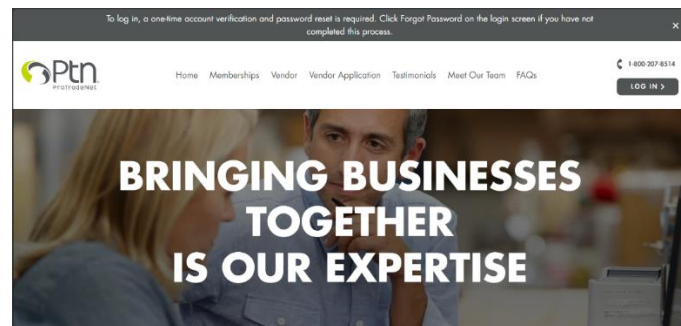 To log in, a one-time account verification and password reset is required. Click Forgot Password on the login screen if you have not
completed this process.
×
Ptn
ProTradeNet
Home Memberships Vendor Vendor Application Testimonials Meet Our Team FAQs
1-800-207-8514
LOG IN >
BRINGING BUSINESSES
TOGETHER
IS OUR EXPERTISE